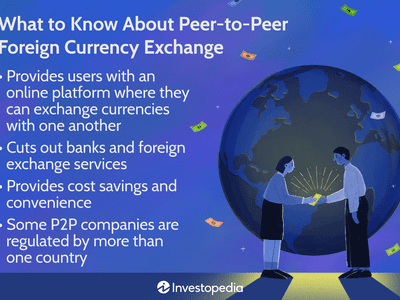 What to Know About Peer-to-Peer
Foreign Currency Exchange
• Provides users with an
online platform where they
can exchange currencies
with one another
• Cuts out banks and foreign
exchange services
• Provides cost savings and
convenience
• Some P2P companies are
regulated by more than
one country
Investopedia